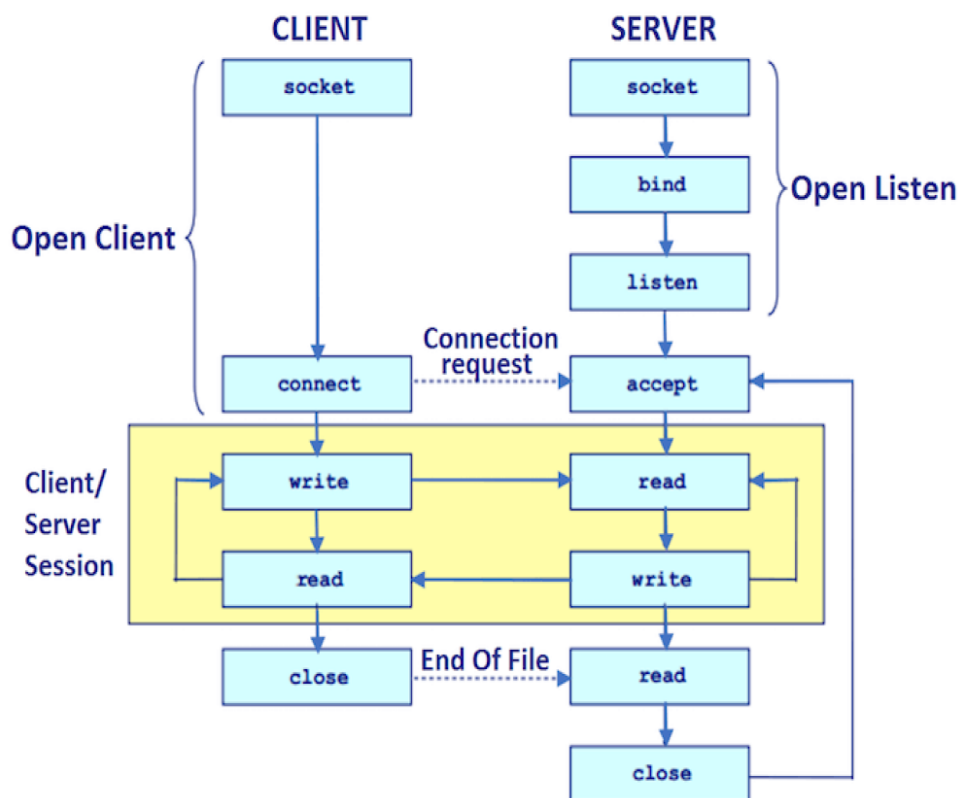 CLIENT
SERVER
socket
socket
bind
Open Listen
Open Client
listen
Connection
request
connect
accept
Client/
Server
Session
write
read
read
write
End Of File
close
read
close